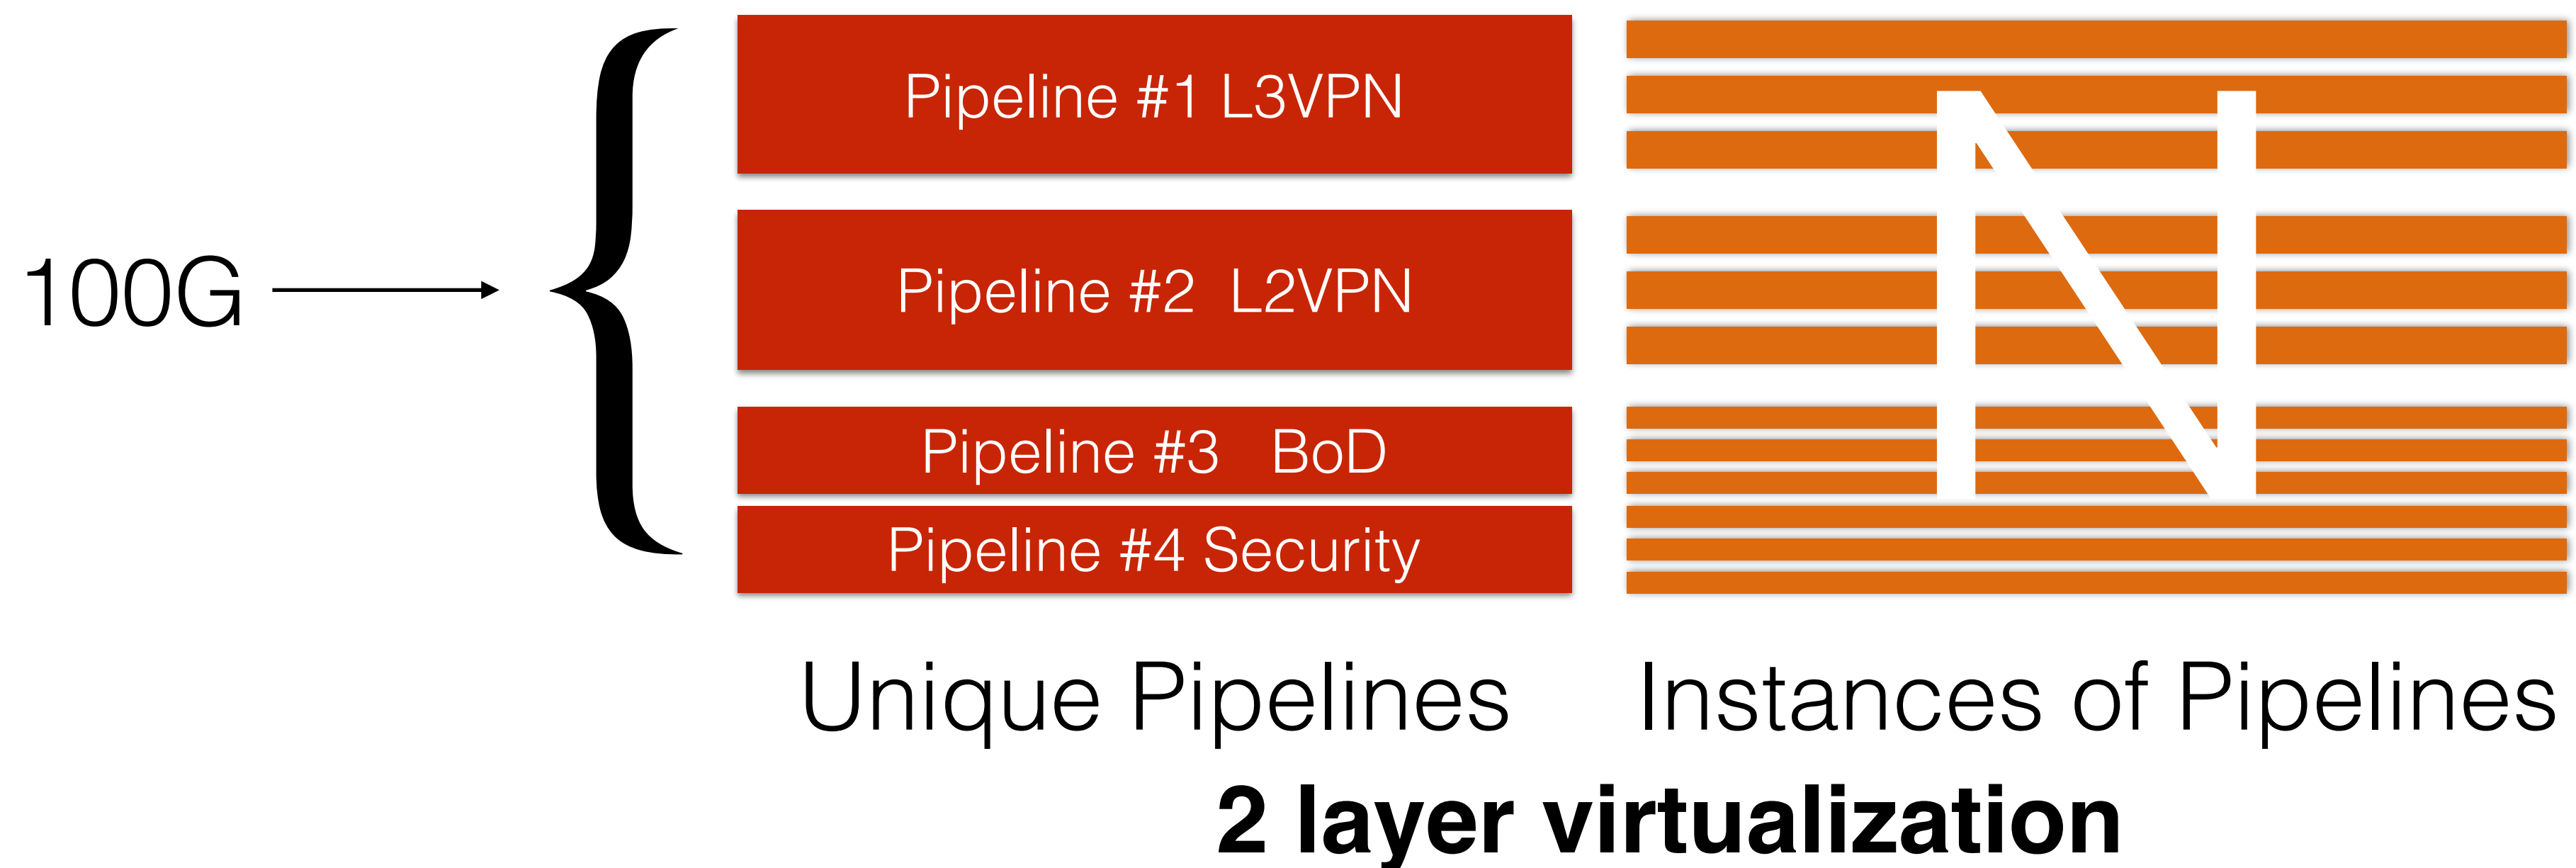 100G
Pipeline #1 L3VPN
Pipeline #2 L2VPN
Pipeline #3 BoD
Pipeline #4 Security
N
Unique Pipelines
Instances of Pipelines
2 layer virtualization